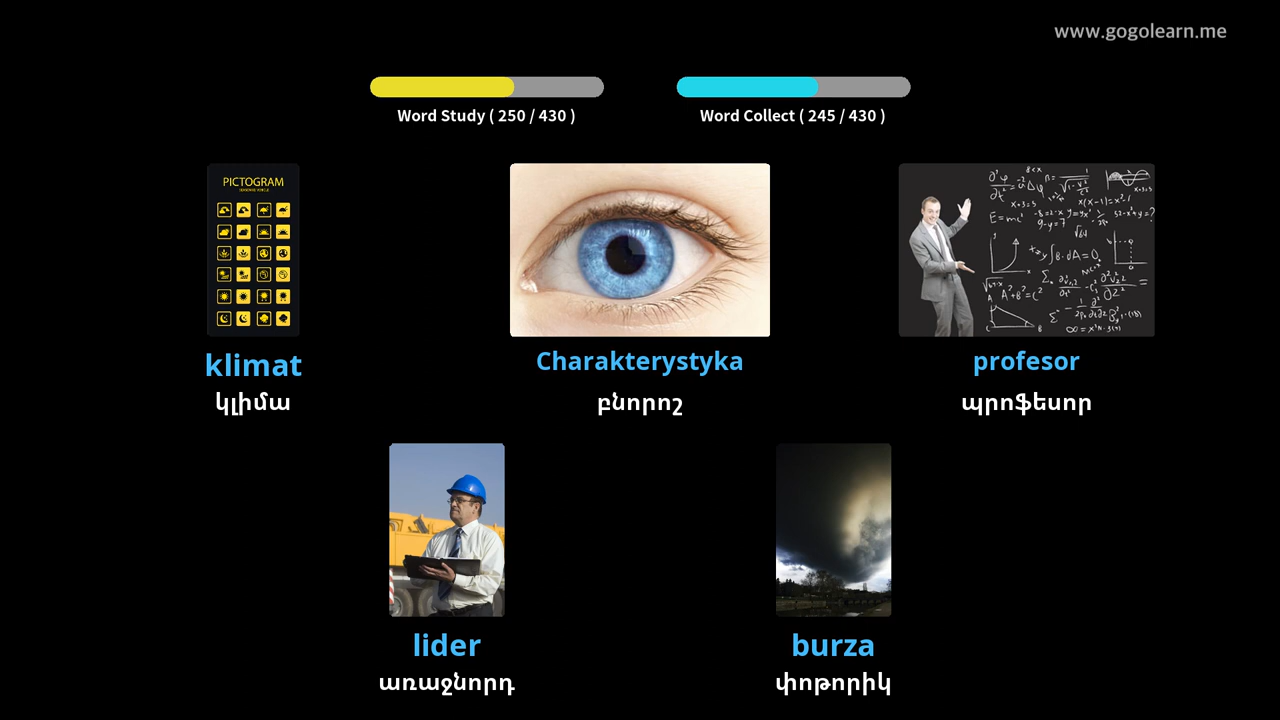 www.gogolearn.me
Word Study ( 250 / 430 )
Word Collect ( 245 / 430 )
PICTOGRAM
klimat
կլիմա
Charakterystyka
բնորոշ
profesor
պրոֆեսոր
lider
առաջնորդ
burza
փոթորիկ